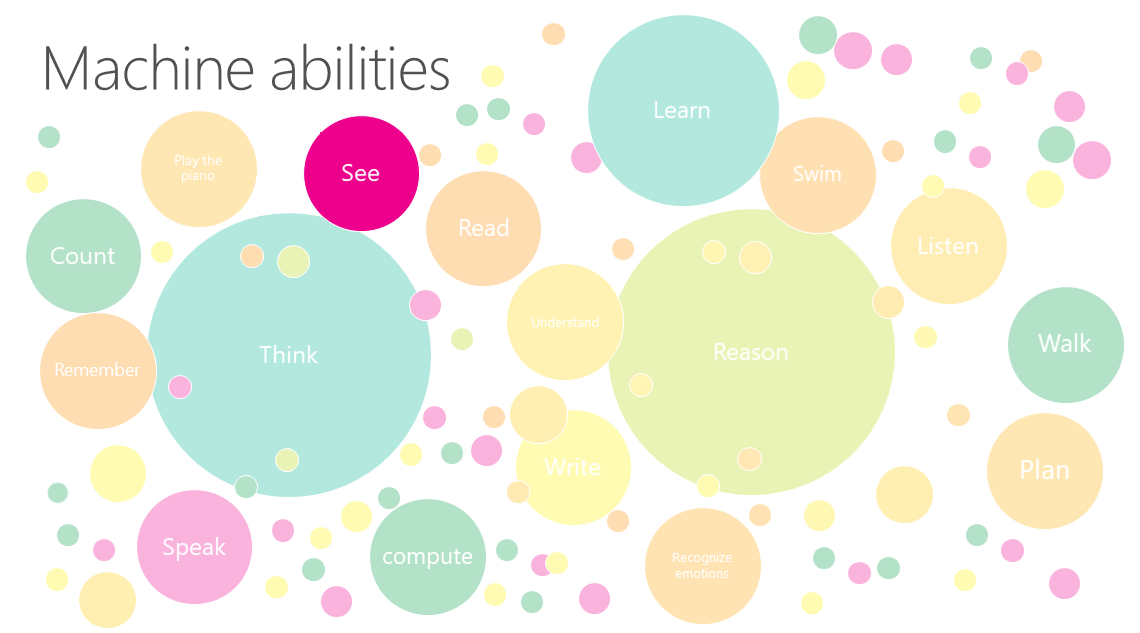 Machine abilities
Learn
Play the
piano
See
Swim
Read
Count
Listen
Understand
Walk
Think
Reason
Remember
Write
Plan
Speak
compute
Recognize
emotions